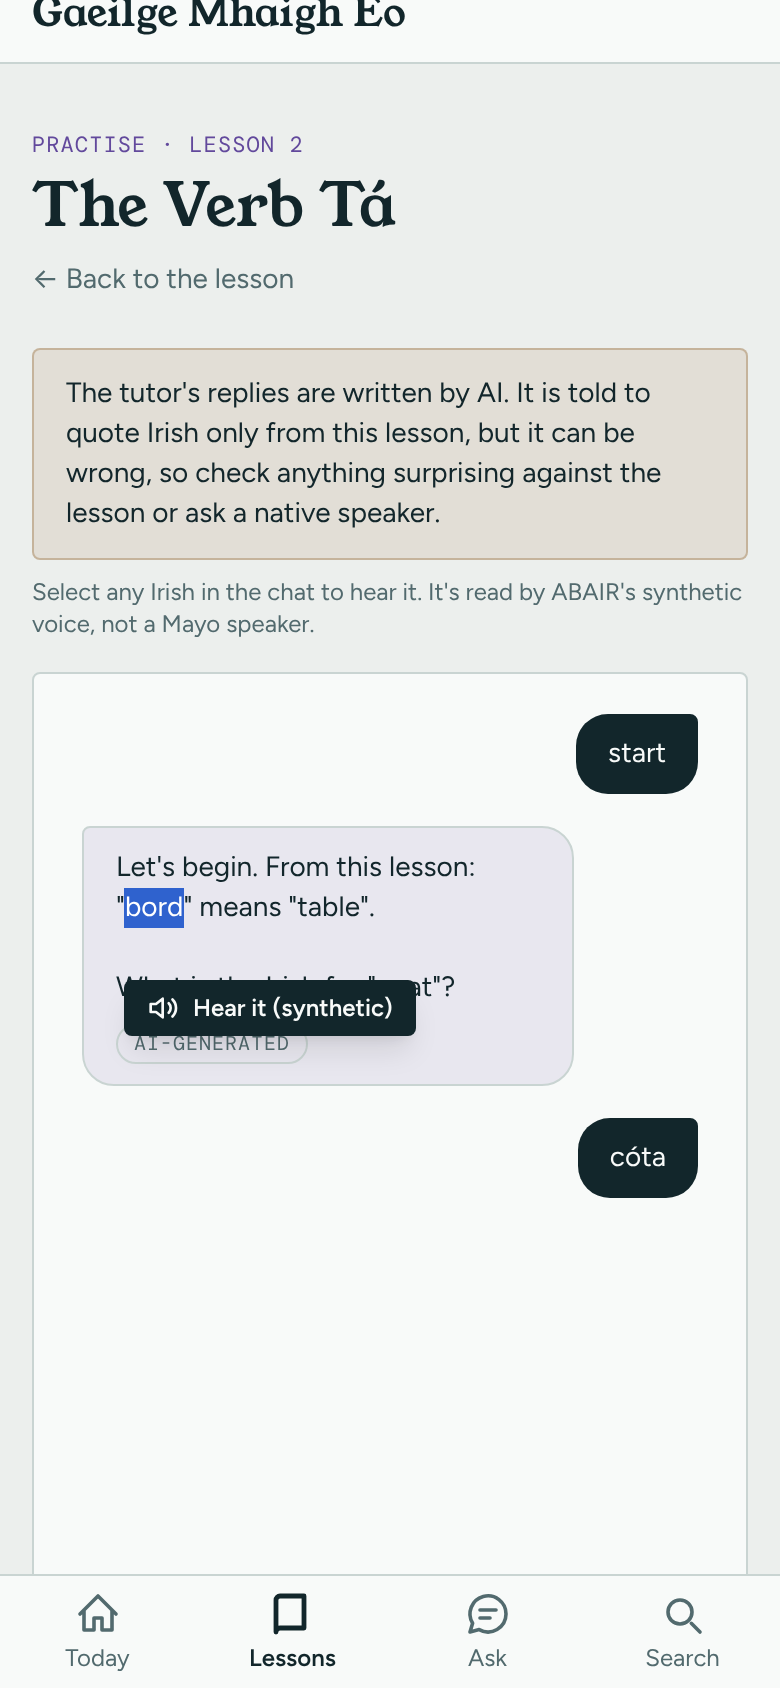 Gaeilge Mhaigh Eo
PRACTISE · LESSON 2
The Verb Tá
← Back to the lesson
The tutor's replies are written by AI. It is told to
quote Irish only from this lesson, but it can be
wrong, so check anything surprising against the
lesson or ask a native speaker.
Select any Irish in the chat to hear it. It's read by ABAIR's synthetic
voice, not a Mayo speaker.
start
Let's begin. From this lesson:
"bord" means "table".
at"?
Hear it (synthetic)
AI-GENERATED
cóta
Today
Lessons
Ask
Search